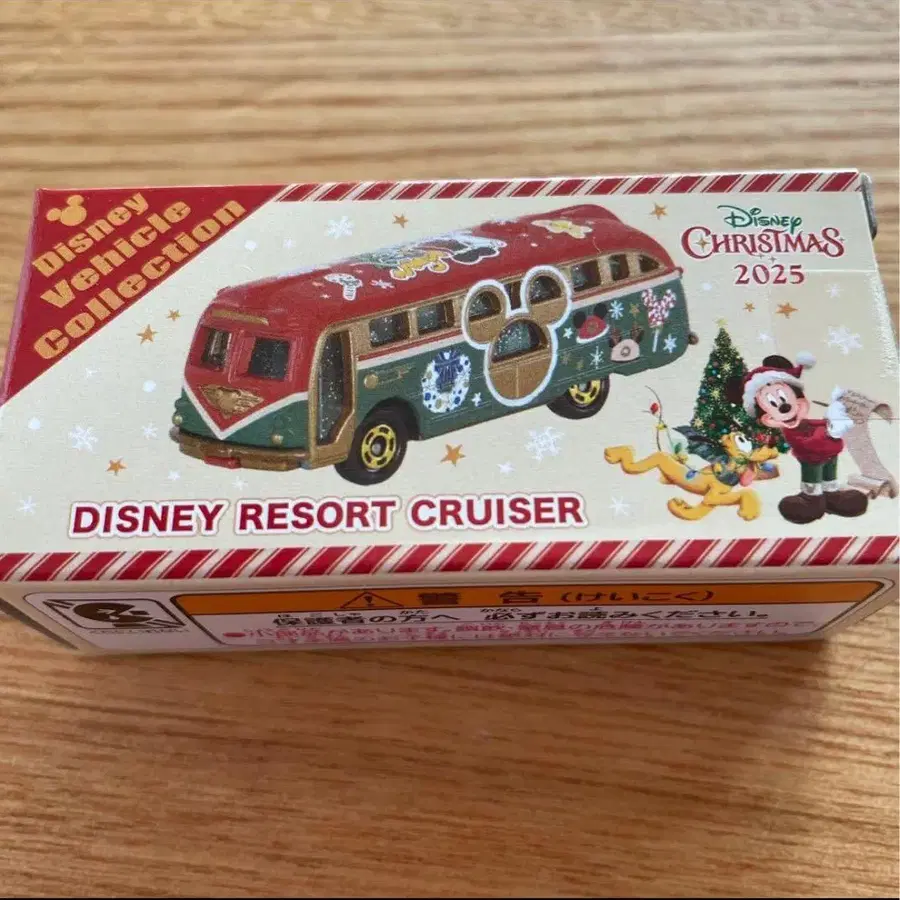 Disney
Vehicle
Collection
Disney
CHRISTMAS
2025
DISNEY RESORT CRUISER
警告 (けいこく)
保護者の方へ 必ずお読みください。